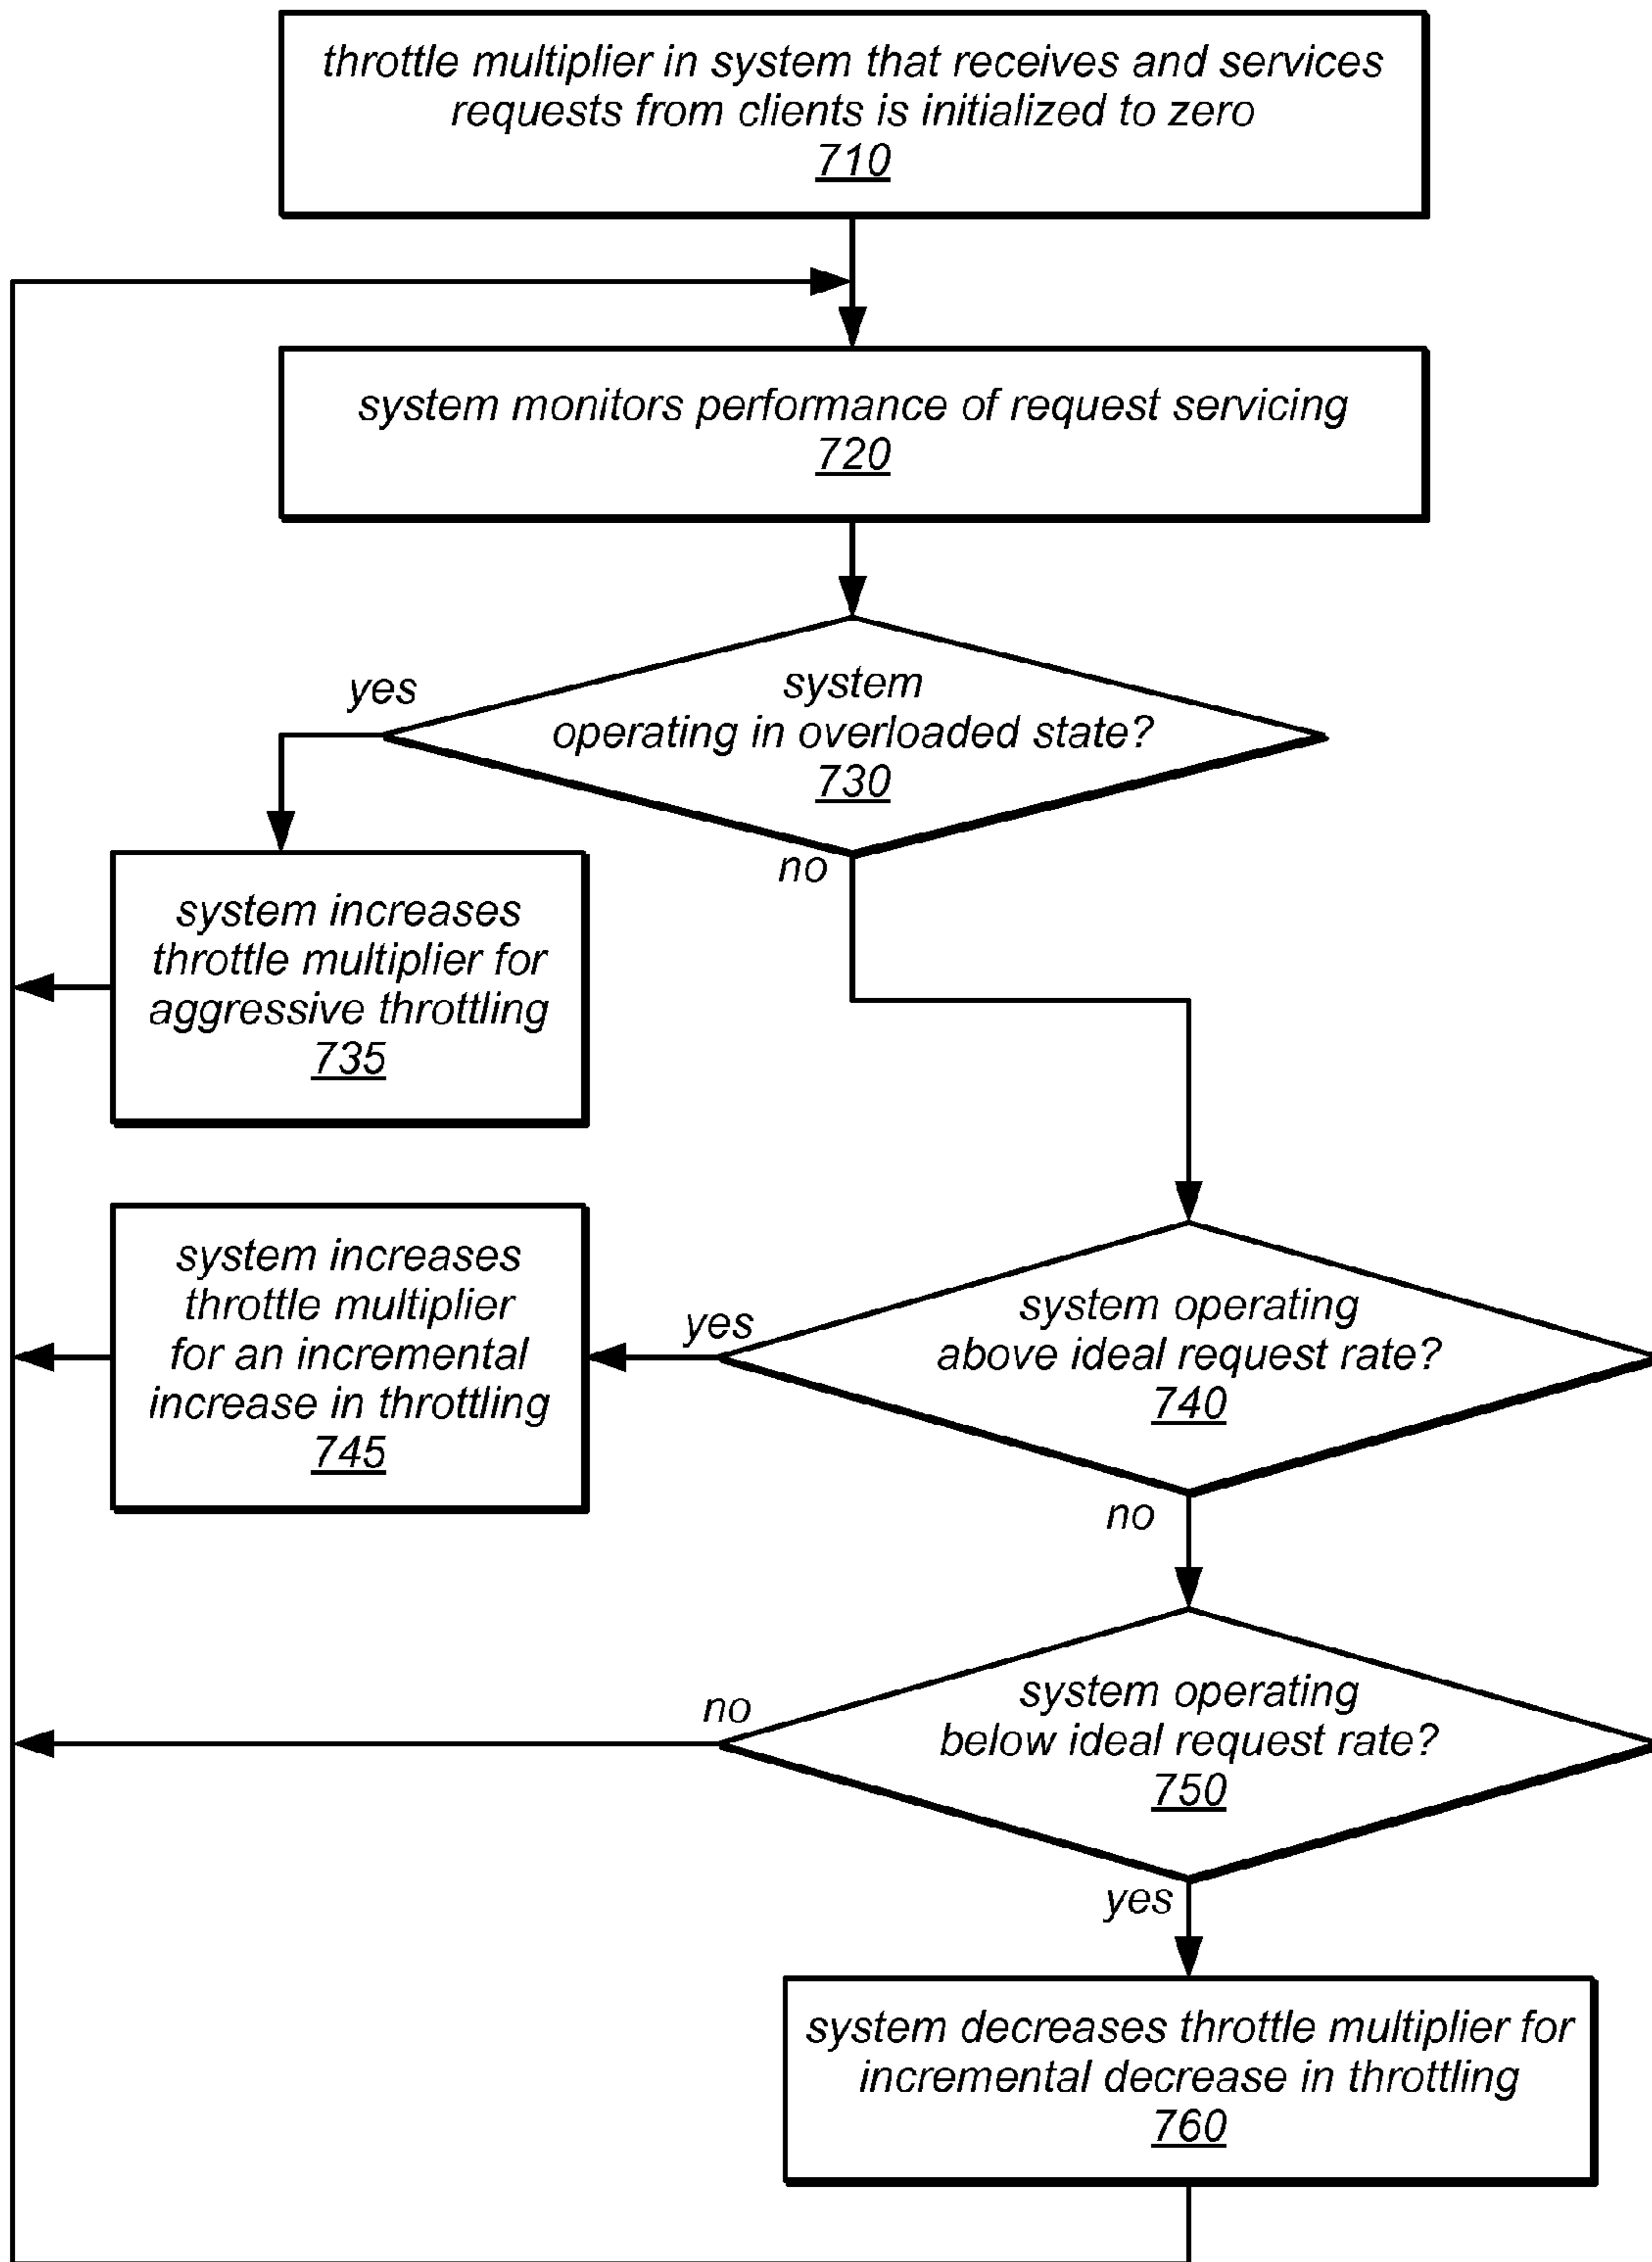 throttle multiplier in system that receives and services
requests from clients is initialized to zero
710
system monitors performance of request servicing
720
yes
system
operating in overloaded state?
730
no
system increases
throttle multiplier for
aggressive throttling
735
system increases
throttle multiplier
for an incremental
increase in throttling
745
yes
system operating
above ideal request rate?
740
no
no
system operating
below ideal request rate?
750
yes
system decreases throttle multiplier for
incremental decrease in throttling
760